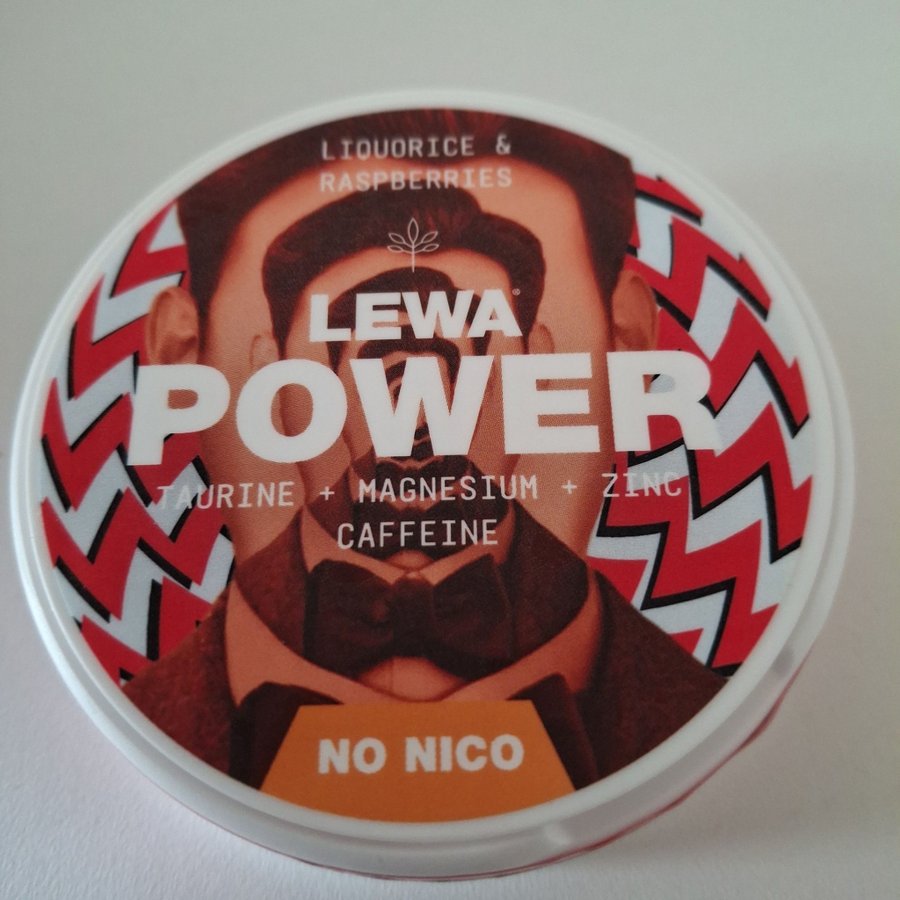 LIQUORICE &
RASPBERRIES
LEWA®
POWER
TAURINE + MAGNESIUM + ZINC
CAFFEINE
NO NICO